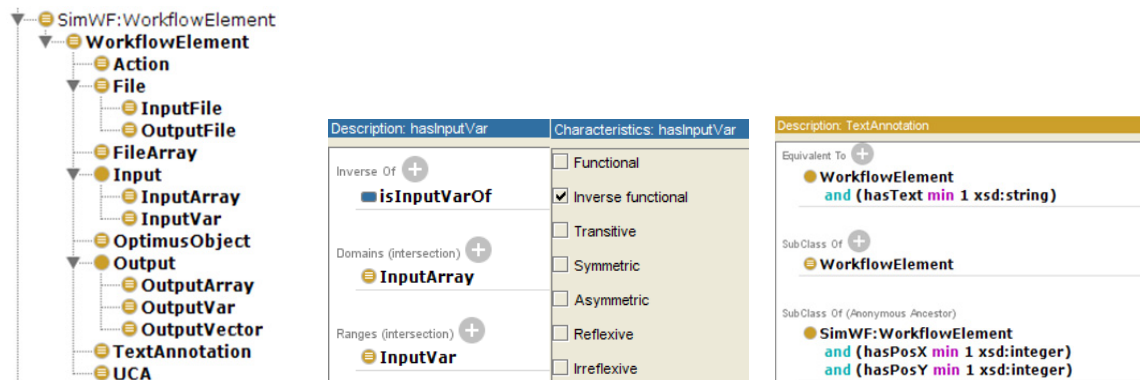 SimWF:WorkflowElement
WorkflowElement
Action
File
InputFile
OutputFile
FileArray
Input
InputArray
InputVar
OptimusObject
Output
OutputArray
OutputVar
OutputVector
TextAnnotation
UCA
Description: hasInputVar
Inverse Of
isInputVarOf
Domains (intersection)
InputArray
Ranges (intersection)
InputVar
Characteristics: hasInputVar
Functional
Inverse functional
Transitive
Symmetric
Asymmetric
Reflexive
Irreflexive
Description: TextAnnotation
Equivalent To
WorkflowElement
and (hasText min 1 xsd:string)
SubClass Of
WorkflowElement
SubClass Of (Anonymous Ancestor)
SimWF:WorkflowElement
and (hasPosX min 1 xsd:integer)
and (hasPosY min 1 xsd:integer)